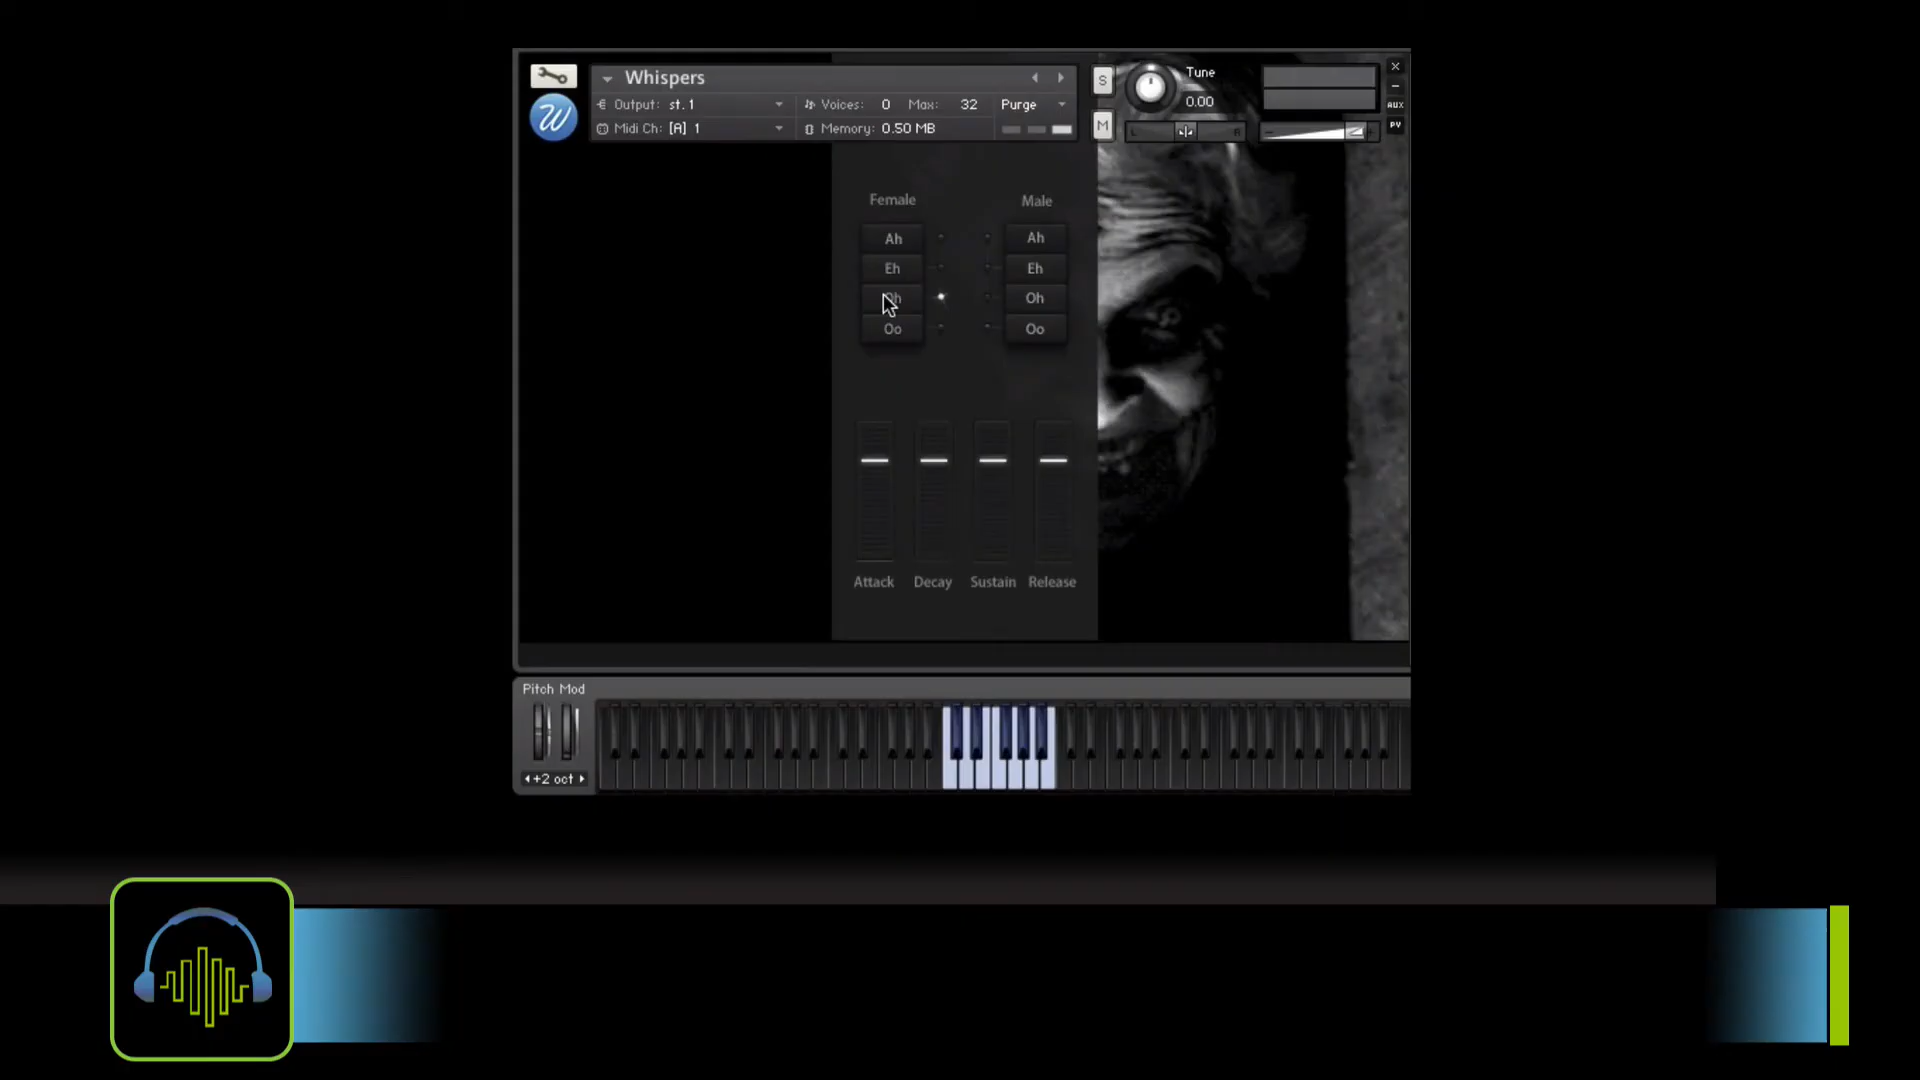 Whispers
Output: st. 1
Voices: 0 Max: 32 Purge
Midi Ch: [A] 1
Memory: 0.50 MB
S
M
Tune
0.00
L R
AUX
PV
W
Female Male
Ah Ah
Eh Eh
Oh Oh
Oo Oo
Attack Decay Sustain Release
Pitch Mod
+2 oct